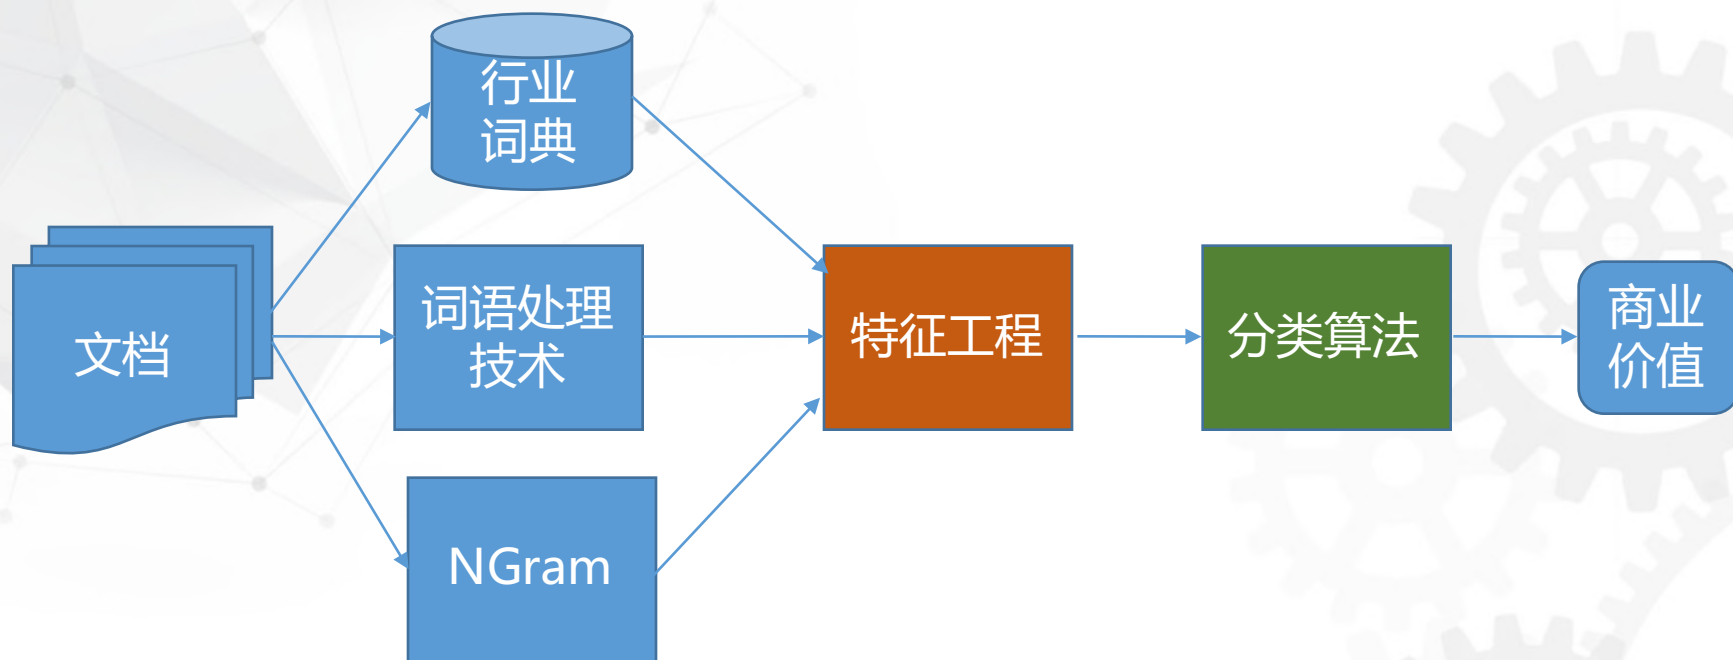 行业
词典
文档
词语处理
技术
NGram
特征工程
分类算法
商业
价值